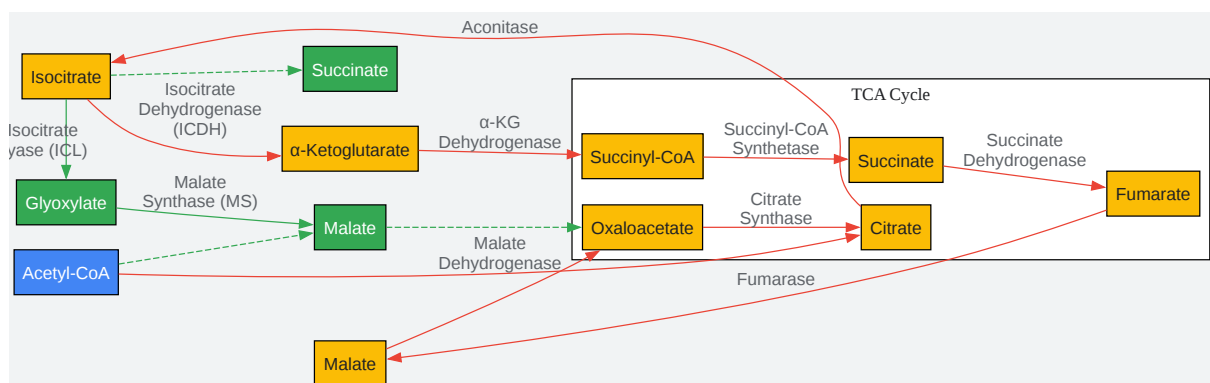 Aconitase
Isocitrate
Succinate
Isocitrate
Dehydrogenase
(ICDH)
TCA Cycle
Isocitrate
yase (ICL)
α-Ketoglutarate
α-KG
Dehydrogenase
Succinyl-CoA
Succinyl-CoA
Synthetase
Succinate
Succinate
Dehydrogenase
Fumarate
Glyoxylate
Malate
Synthase (MS)
Malate
Oxaloacetate
Citrate
Synthase
Citrate
Acetyl-CoA
Malate
Dehydrogenase
Fumarase
Malate